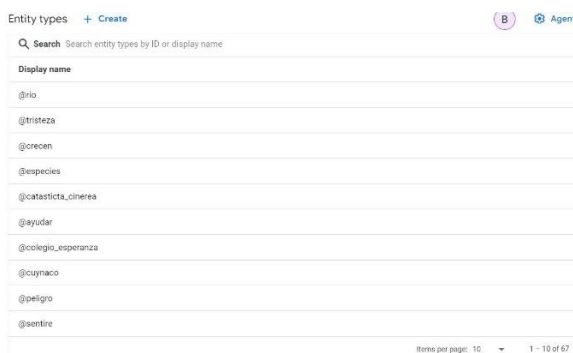 Entity types + Create B Agen
Search Search entity types by ID or display name
Display name
@rio
@tristeza
@crecen
@especies
@catasticta_cinerea
@ayudar
@colegio_esperanza
@cuynaco
@peligro
@sentire
Items per page: 10 1 – 10 of 67